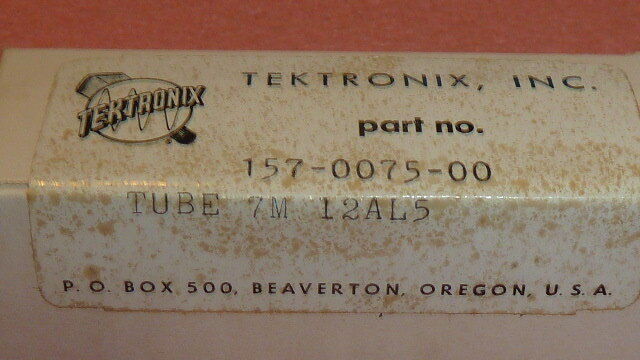 TEKTRONIX
TEKTRONIX, INC.
part no.
157-0075-00
TUBE 7M 12AL5
P. O. BOX 500, BEAVERTON, OREGON, U. S. A.